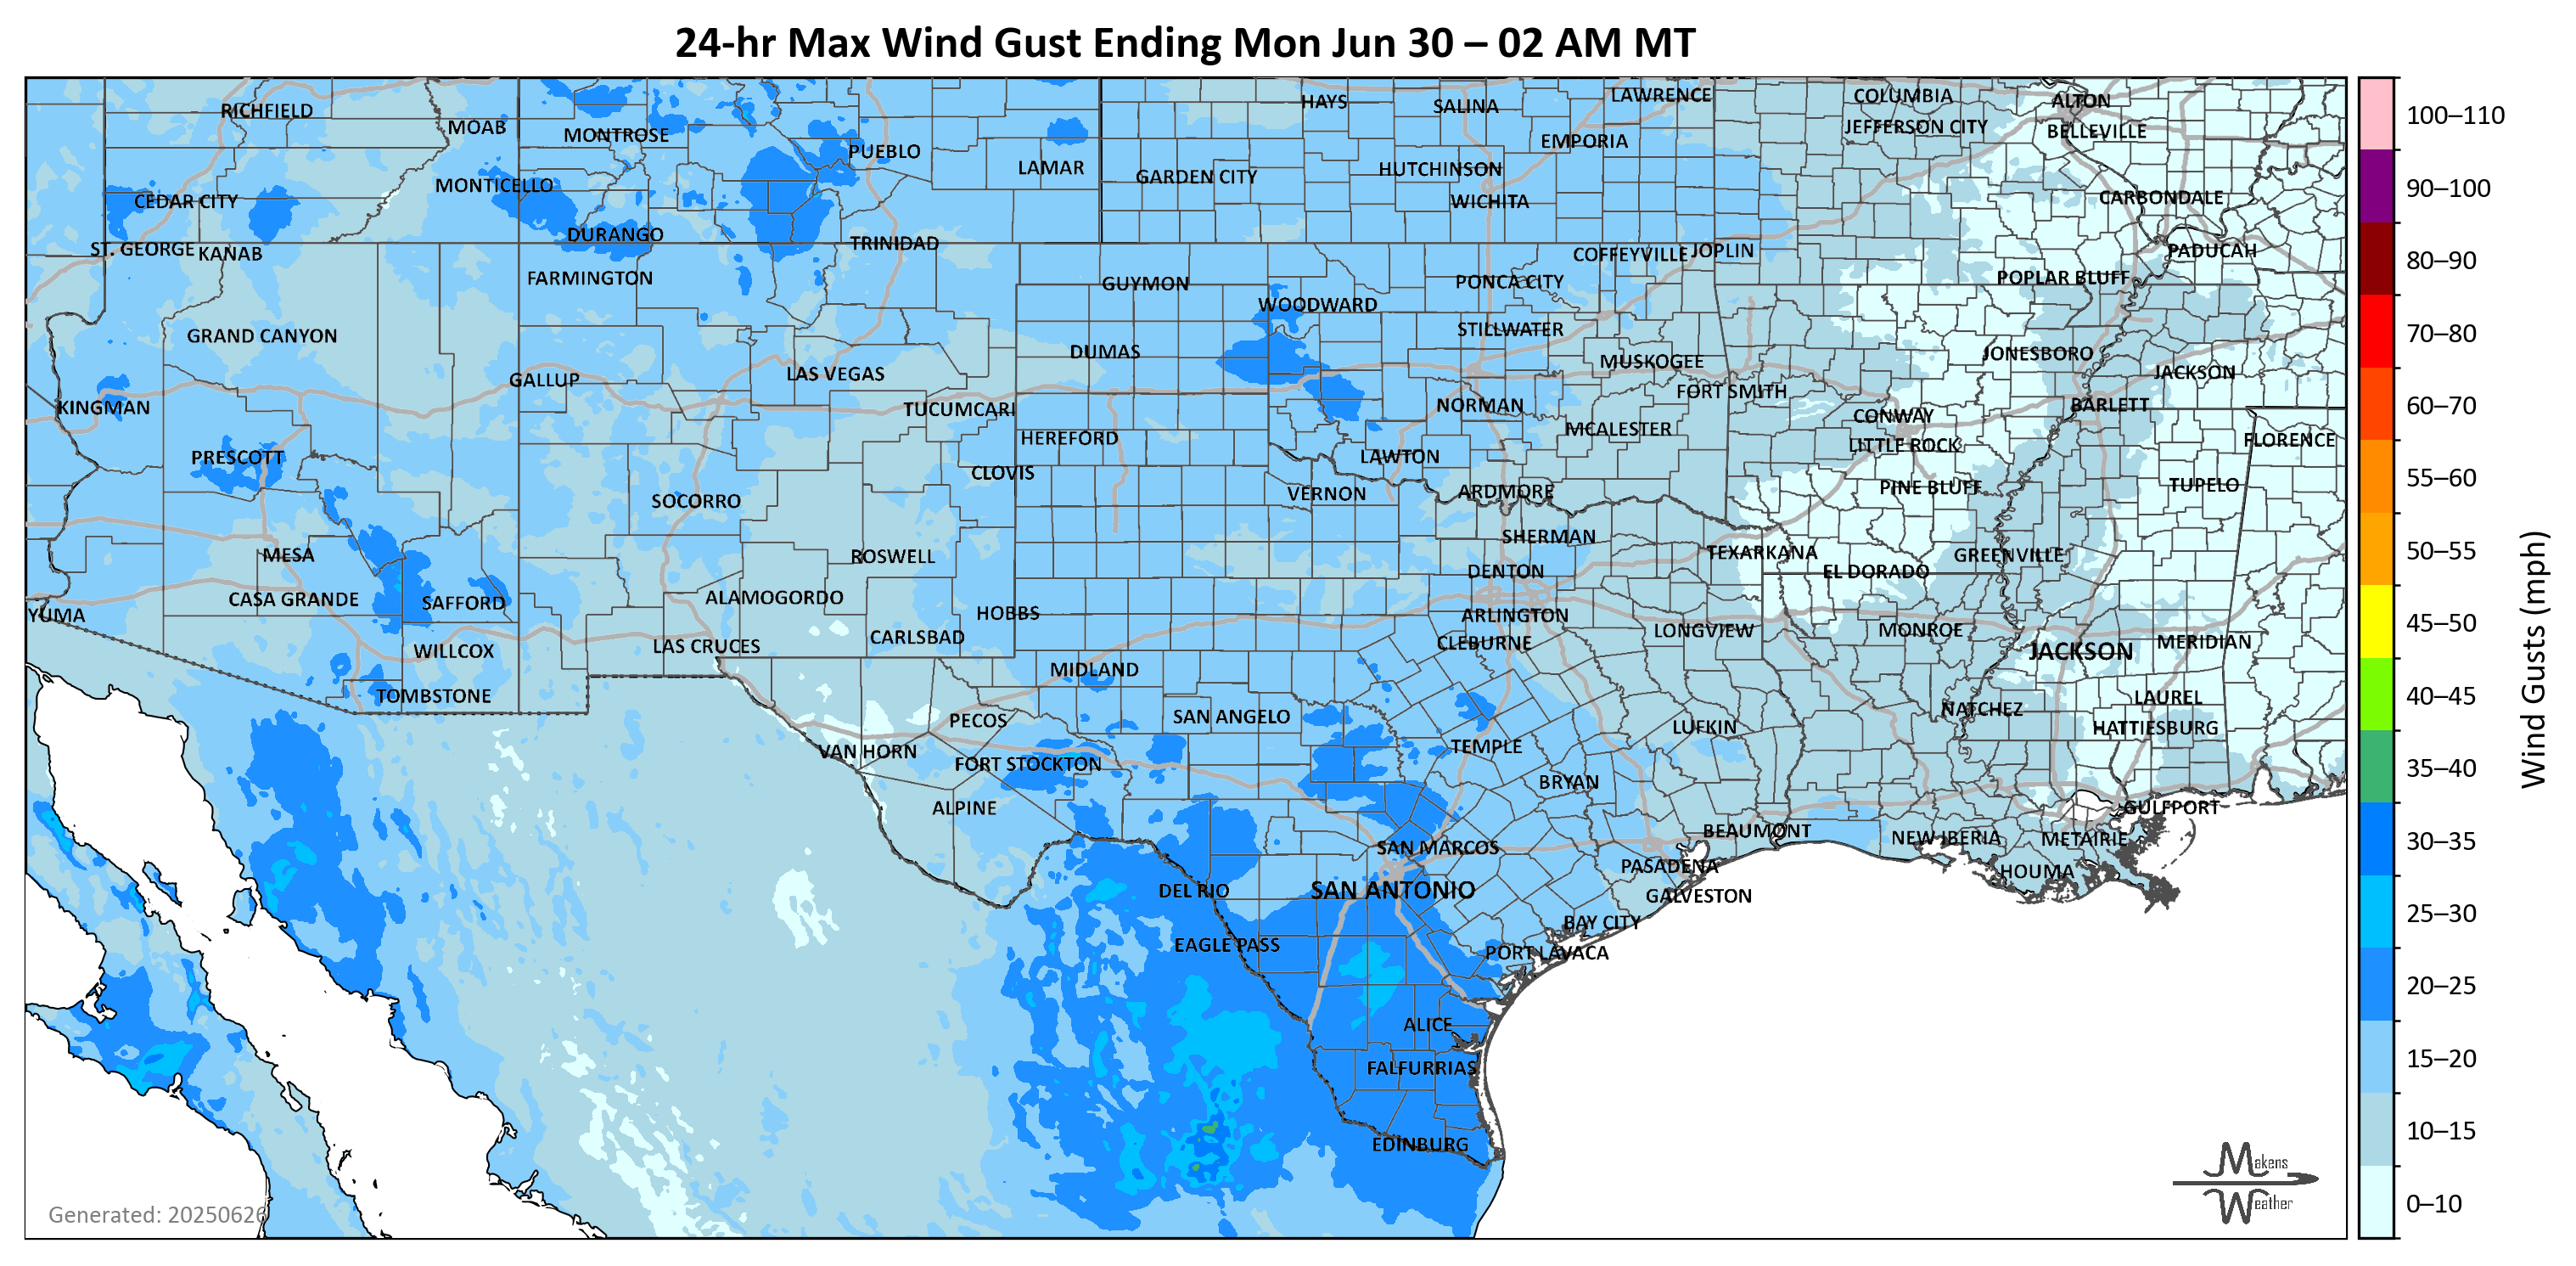 24-hr Max Wind Gust Ending Mon Jun 30 – 02 AM MT
RICHFIELD
MOAB
MONTROSE
PUEBLO
LAMAR
HAYS
SALINA
LAWRENCE
COLUMBIA
ALTON
EMPORIA
JEFFERSON CITY
BELLEVILLE
CEDAR CITY
MONTICELLO
GARDEN CITY
HUTCHINSON
WICHITA
CARBONDALE
ST. GEORGE
KANAB
DURANGO
TRINIDAD
COFFEYVILLE
JOPLIN
PADUCAH
FARMINGTON
GUYMON
WOODWARD
PONCA CITY
POPLAR BLUFF
GRAND CANYON
STILLWATER
DUMAS
MUSKOGEE
JONESBORO
GALLUP
LAS VEGAS
FORT SMITH
JACKSON
KINGMAN
TUCUMCARI
NORMAN
CONWAY
BARLETT
HEREFORD
MCALESTER
LITTLE ROCK
FLORENCE
PRESCOTT
CLOVIS
LAWTON
SOCORRO
VERNON
ARDMORE
PINE BLUFF
TUPELO
MESA
ROSWELL
SHERMAN
TEXARKANA
GREENVILLE
DENTON
EL DORADO
CASA GRANDE
SAFFORD
ALAMOGORDO
HOBBS
ARLINGTON
YUMA
LAS CRUCES
CARLSBAD
CLEBURNE
LONGVIEW
MONROE
JACKSON
MERIDIAN
WILLCOX
MIDLAND
TOMBSTONE
PECOS
SAN ANGELO
NATCHEZ
LAUREL
VAN HORN
FORT STOCKTON
TEMPLE
LUFKIN
HATTIESBURG
ALPINE
BRYAN
GULFPORT
SAN MARCOS
BEAUMONT
NEW IBERIA
METAIRIE
DEL RIO
SAN ANTONIO
PASADENA
HOUMA
GALVESTON
EAGLE PASS
BAY CITY
PORT LAVACA
ALICE
FALFURRIAS
EDINBURG
Generated: 20250626
Makens
Weather
100–110
90–100
80–90
70–80
60–70
55–60
50–55
45–50
40–45
35–40
30–35
25–30
20–25
15–20
10–15
0–10
Wind Gusts (mph)